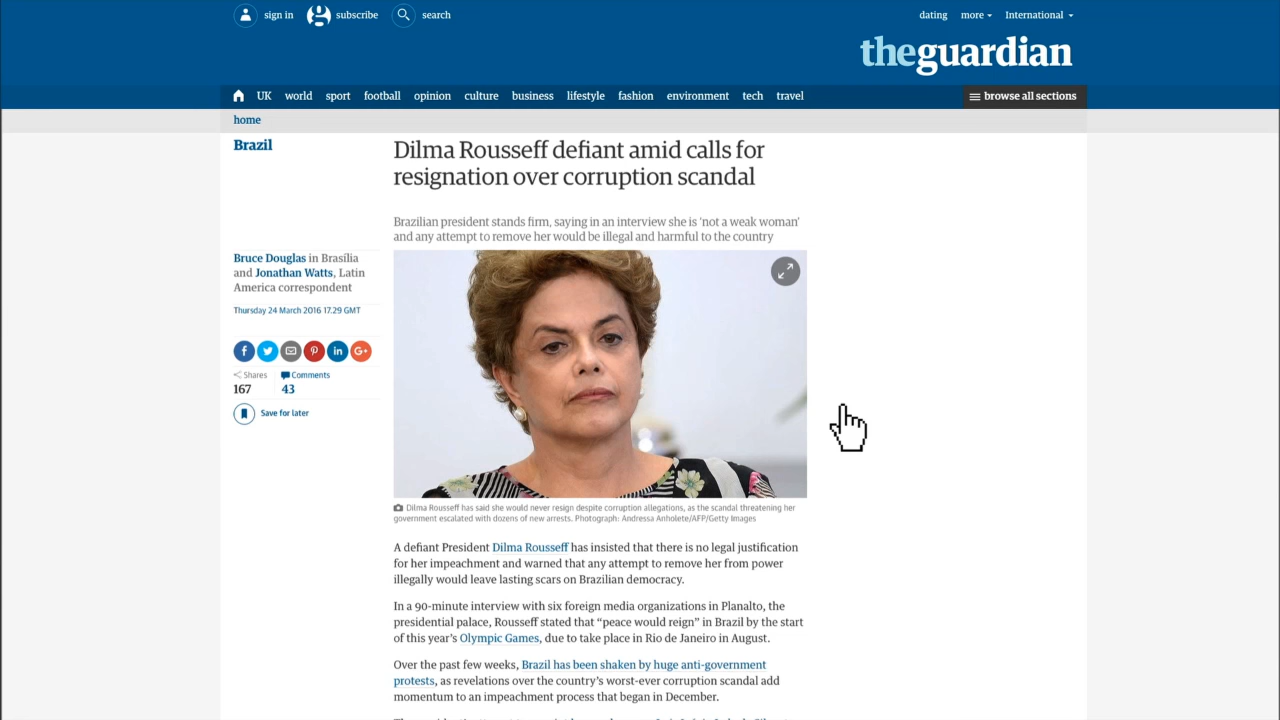 sign in subscribe search dating more International
theguardian
UK world sport football opinion culture business lifestyle fashion environment tech travel browse all sections
home
Brazil
Dilma Rousseff defiant amid calls for
resignation over corruption scandal
Brazilian president stands firm, saying in an interview she is 'not a weak woman'
and any attempt to remove her would be illegal and harmful to the country
Bruce Douglas in Brasília
and Jonathan Watts, Latin
America correspondent
Thursday 24 March 2016 17.29 GMT
Shares Comments
167 43
Save for later
Dilma Rousseff has said she would never resign despite corruption allegations, as the scandal threatening her
government escalated with dozens of new arrests. Photograph: Andressa Anholete/AFP/Getty Images
A defiant President Dilma Rousseff has insisted that there is no legal justification
for her impeachment and warned that any attempt to remove her from power
illegally would leave lasting scars on Brazilian democracy.
In a 90-minute interview with six foreign media organizations in Planalto, the
presidential palace, Rousseff stated that “peace would reign” in Brazil by the start
of this year's Olympic Games, due to take place in Rio de Janeiro in August.
Over the past few weeks, Brazil has been shaken by huge anti-government
protests, as revelations over the country's worst-ever corruption scandal add
momentum to an impeachment process that began in December.